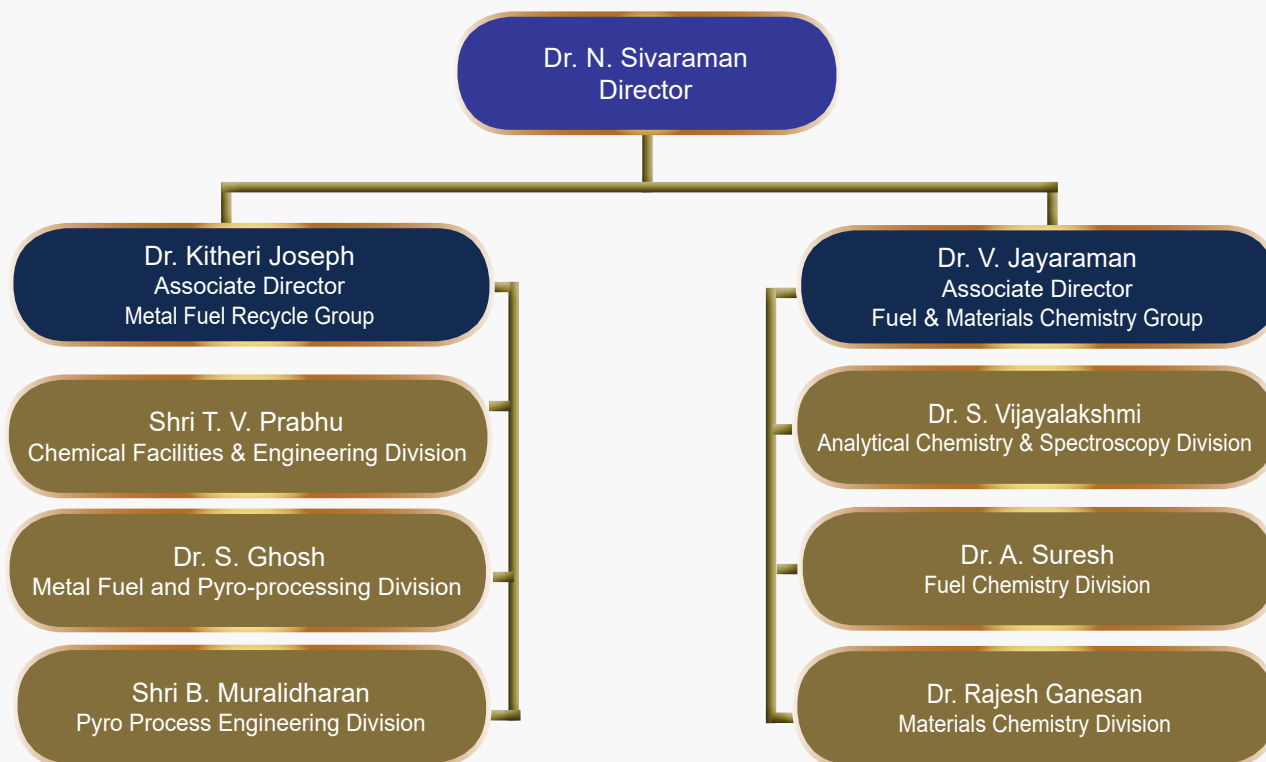 Dr. N. Sivaraman
Director
Dr. Kitheri Joseph
Associate Director
Metal Fuel Recycle Group
Shri T. V. Prabhu
Chemical Facilities & Engineering Division
Dr. S. Ghosh
Metal Fuel and Pyro-processing Division
Shri B. Muralidharan
Pyro Process Engineering Division
Dr. V. Jayaraman
Associate Director
Fuel & Materials Chemistry Group
Dr. S. Vijayalakshmi
Analytical Chemistry & Spectroscopy Division
Dr. A. Suresh
Fuel Chemistry Division
Dr. Rajesh Ganesan
Materials Chemistry Division